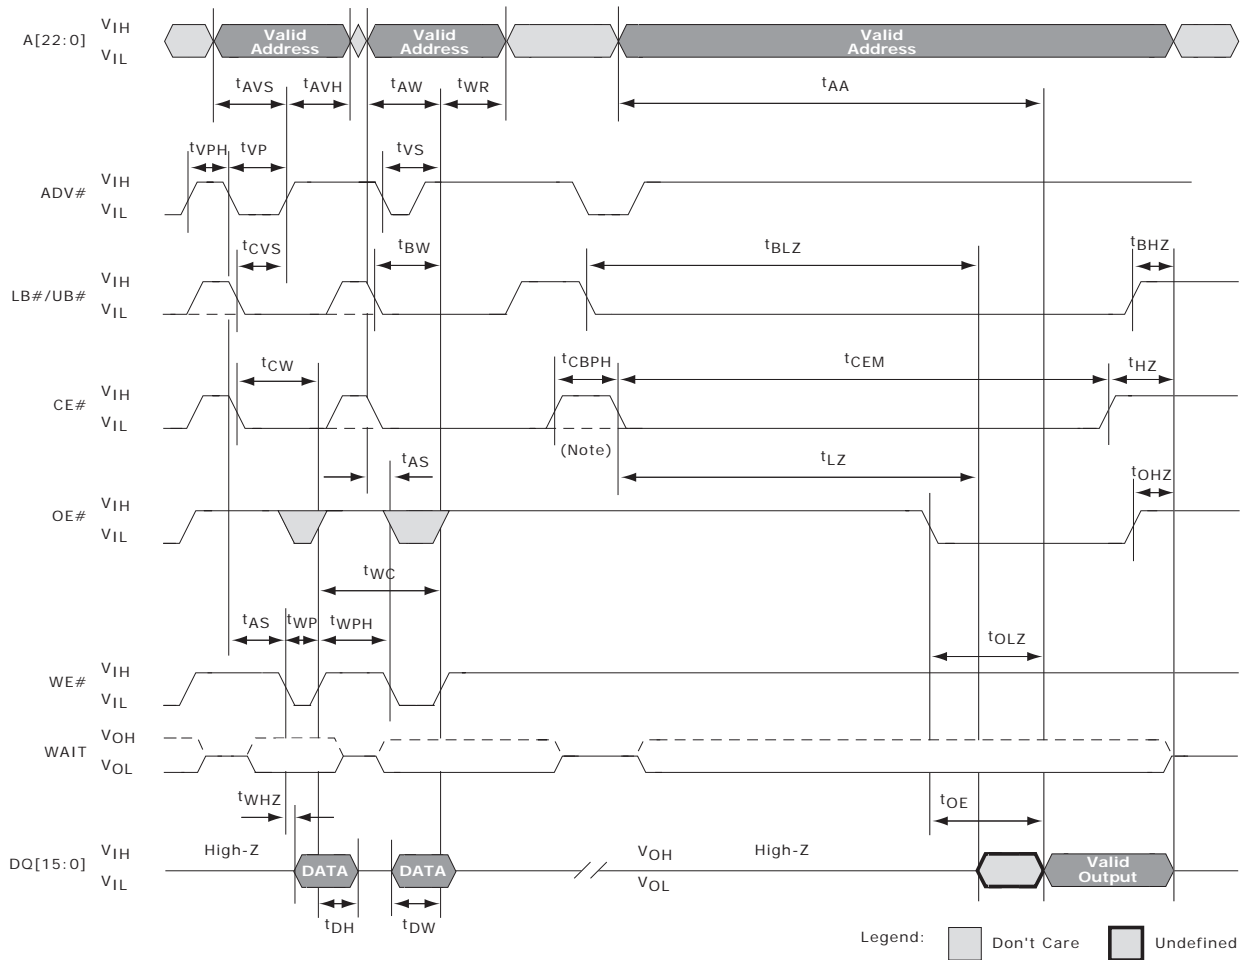 A[22:0] VIH
VIL
Valid Address
Valid Address
Valid Address
tAVS tAVH tAW tWR tAA
tVPH tVP tVS
ADV# VIH
VIL
tCVS tBW tBLZ tBHZ
LB#/UB# VIH
VIL
tCW tCBPH tCEM tHZ
CE# VIH
VIL
(Note)
tAS tLZ tOHZ
OE# VIH
VIL
tWC
tAS tWP tWPH tOLZ
WE# VIH
VIL
WAIT VOH
VOL
tWHZ tOE
DQ[15:0] VIH
VIL
High-Z DATA DATA VOH
VOL
High-Z Valid Output
tDH tDW
Legend: Don't Care Undefined